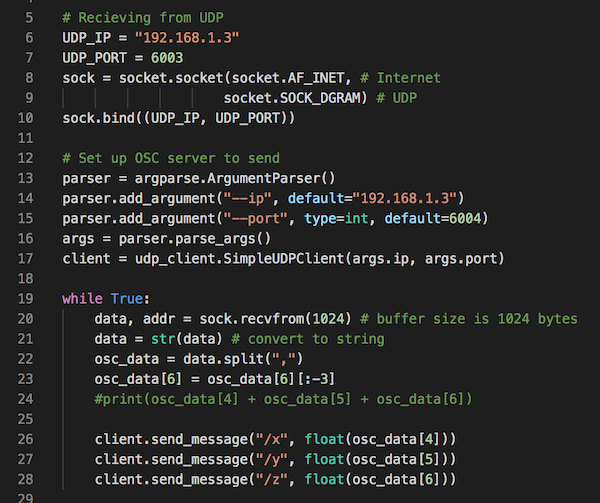 5 # Recieving from UDP
6 UDP_IP = "192.168.1.3"
7 UDP_PORT = 6003
8 sock = socket.socket(socket.AF_INET, # Internet
9                     socket.SOCK_DGRAM) # UDP
10 sock.bind((UDP_IP, UDP_PORT))
11
12 # Set up OSC server to send
13 parser = argparse.ArgumentParser()
14 parser.add_argument("--ip", default="192.168.1.3")
15 parser.add_argument("--port", type=int, default=6004)
16 args = parser.parse_args()
17 client = udp_client.SimpleUDPClient(args.ip, args.port)
18
19 while True:
20     data, addr = sock.recvfrom(1024) # buffer size is 1024 bytes
21     data = str(data) # convert to string
22     osc_data = data.split(",")
23     osc_data[6] = osc_data[6][:-3]
24     #print(osc_data[4] + osc_data[5] + osc_data[6])
25
26     client.send_message("/x", float(osc_data[4]))
27     client.send_message("/y", float(osc_data[5]))
28     client.send_message("/z", float(osc_data[6]))
29